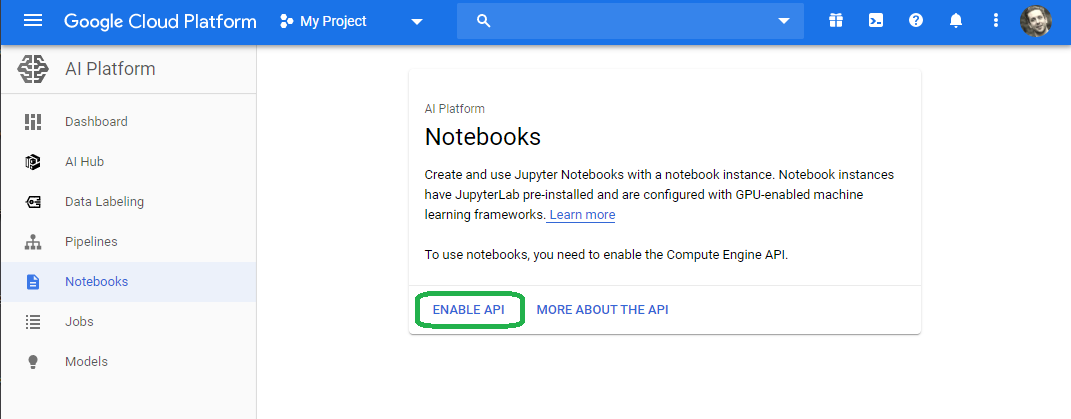 Google Cloud Platform
My Project
AI Platform
Dashboard
AI Hub
Data Labeling
Pipelines
Notebooks
Jobs
Models
AI Platform
Notebooks
Create and use Jupyter Notebooks with a notebook instance. Notebook instances
have JupyterLab pre-installed and are configured with GPU-enabled machine
learning frameworks. Learn more
To use notebooks, you need to enable the Compute Engine API.
ENABLE API
MORE ABOUT THE API